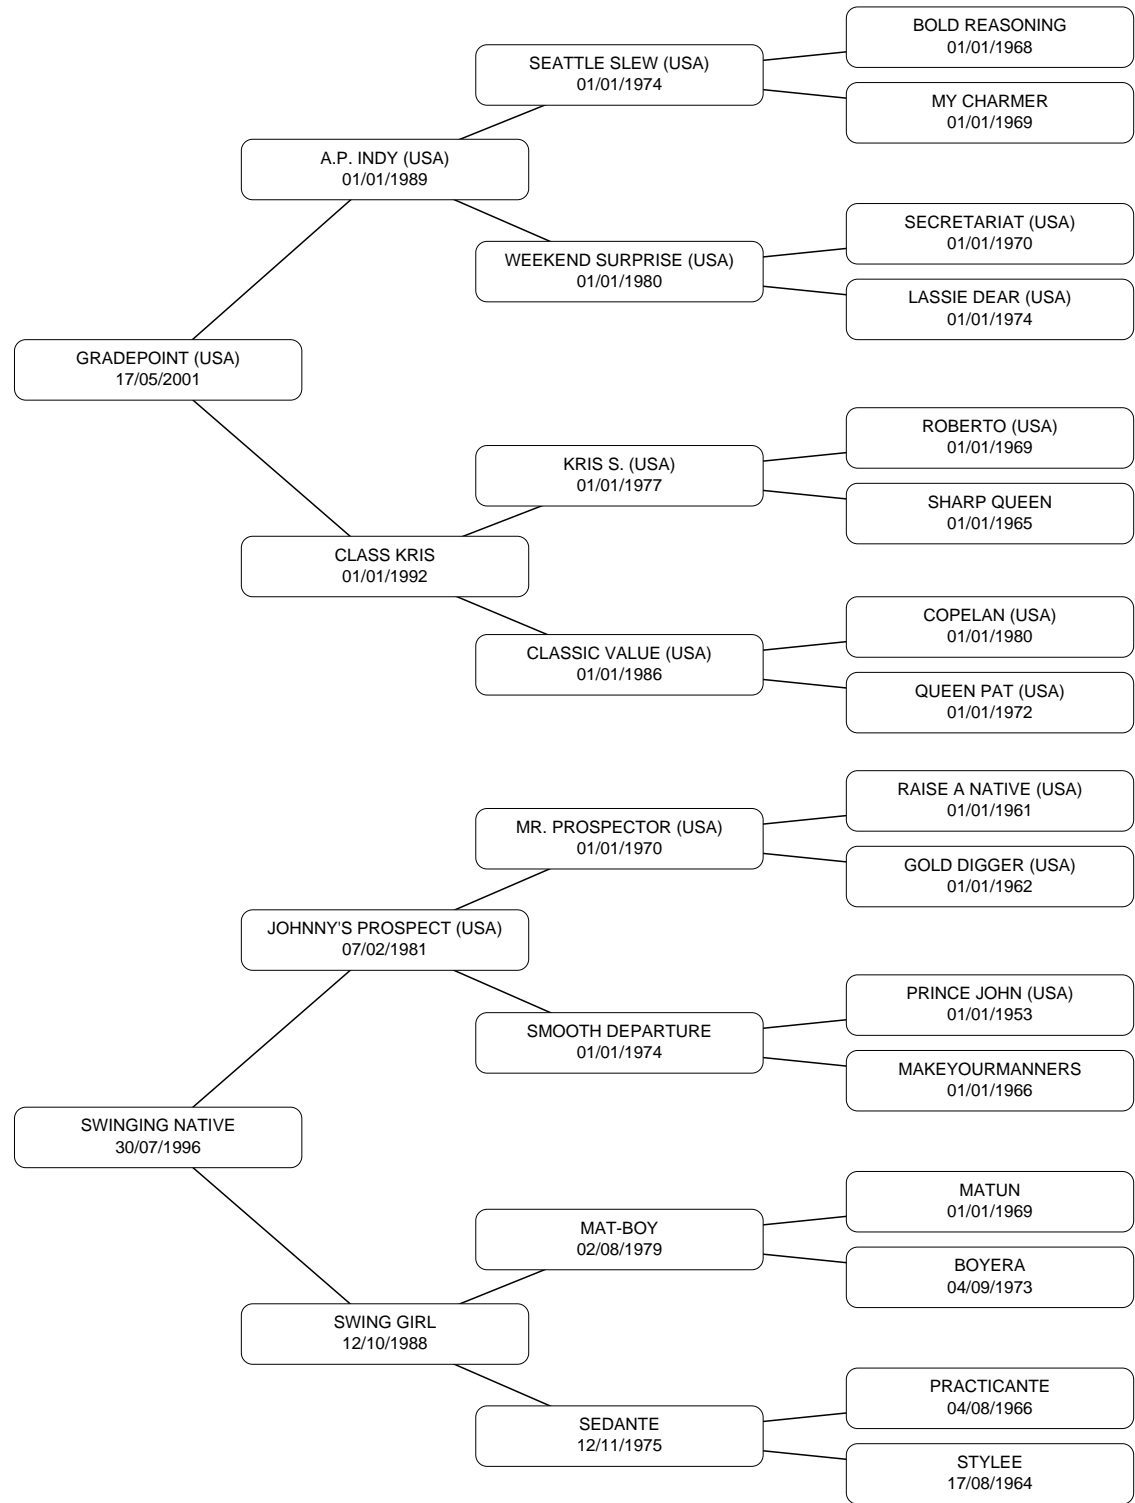 BOLD REASONING
01/01/1968
SEATTLE SLEW (USA)
01/01/1974
MY CHARMER
01/01/1969
A.P. INDY (USA)
01/01/1989
SECRETARIAT (USA)
01/01/1970
WEEKEND SURPRISE (USA)
01/01/1980
LASSIE DEAR (USA)
01/01/1974
GRADEPOINT (USA)
17/05/2001
ROBERTO (USA)
01/01/1969
KRIS S. (USA)
01/01/1977
SHARP QUEEN
01/01/1965
CLASS KRIS
01/01/1992
COPELAN (USA)
01/01/1980
CLASSIC VALUE (USA)
01/01/1986
QUEEN PAT (USA)
01/01/1972
RAISE A NATIVE (USA)
01/01/1961
MR. PROSPECTOR (USA)
01/01/1970
GOLD DIGGER (USA)
01/01/1962
JOHNNY'S PROSPECT (USA)
07/02/1981
PRINCE JOHN (USA)
01/01/1953
SMOOTH DEPARTURE
01/01/1974
MAKEYOURMANNERS
01/01/1966
SWINGING NATIVE
30/07/1996
MATUN
01/01/1969
MAT-BOY
02/08/1979
BOYERA
04/09/1973
SWING GIRL
12/10/1988
PRACTICANTE
04/08/1966
SEDANTE
12/11/1975
STYLEE
17/08/1964